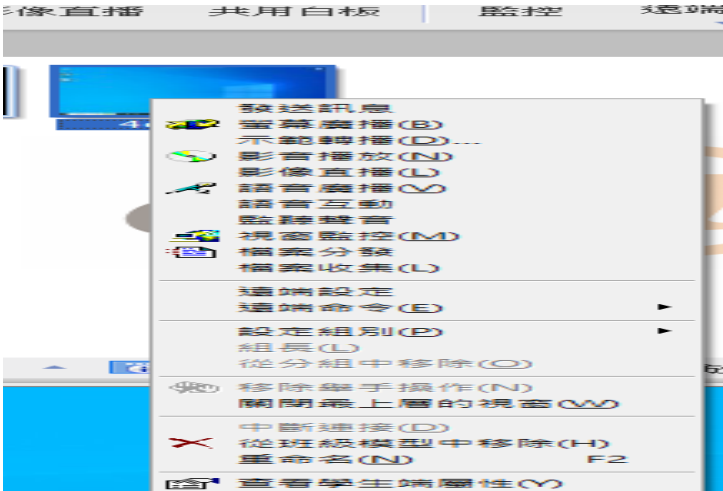 影像直播 共用白板 監控 遠端
發送訊息
螢幕廣播(B)
示範轉播(D)...
影音播放(N)
影像直播(L)
語音廣播(V)
語音互動
監聽聲音
視窗監控(M)
檔案分發
檔案收集(L)
遠端設定
遠端命令(E)
設定組別(P)
組長(L)
從分組中移除(O)
移除舉手操作(N)
關閉最上層的視窗(W)
中斷連接(D)
從班級模型中移除(H)
重命名(N) F2
查看學生端屬性(Y)